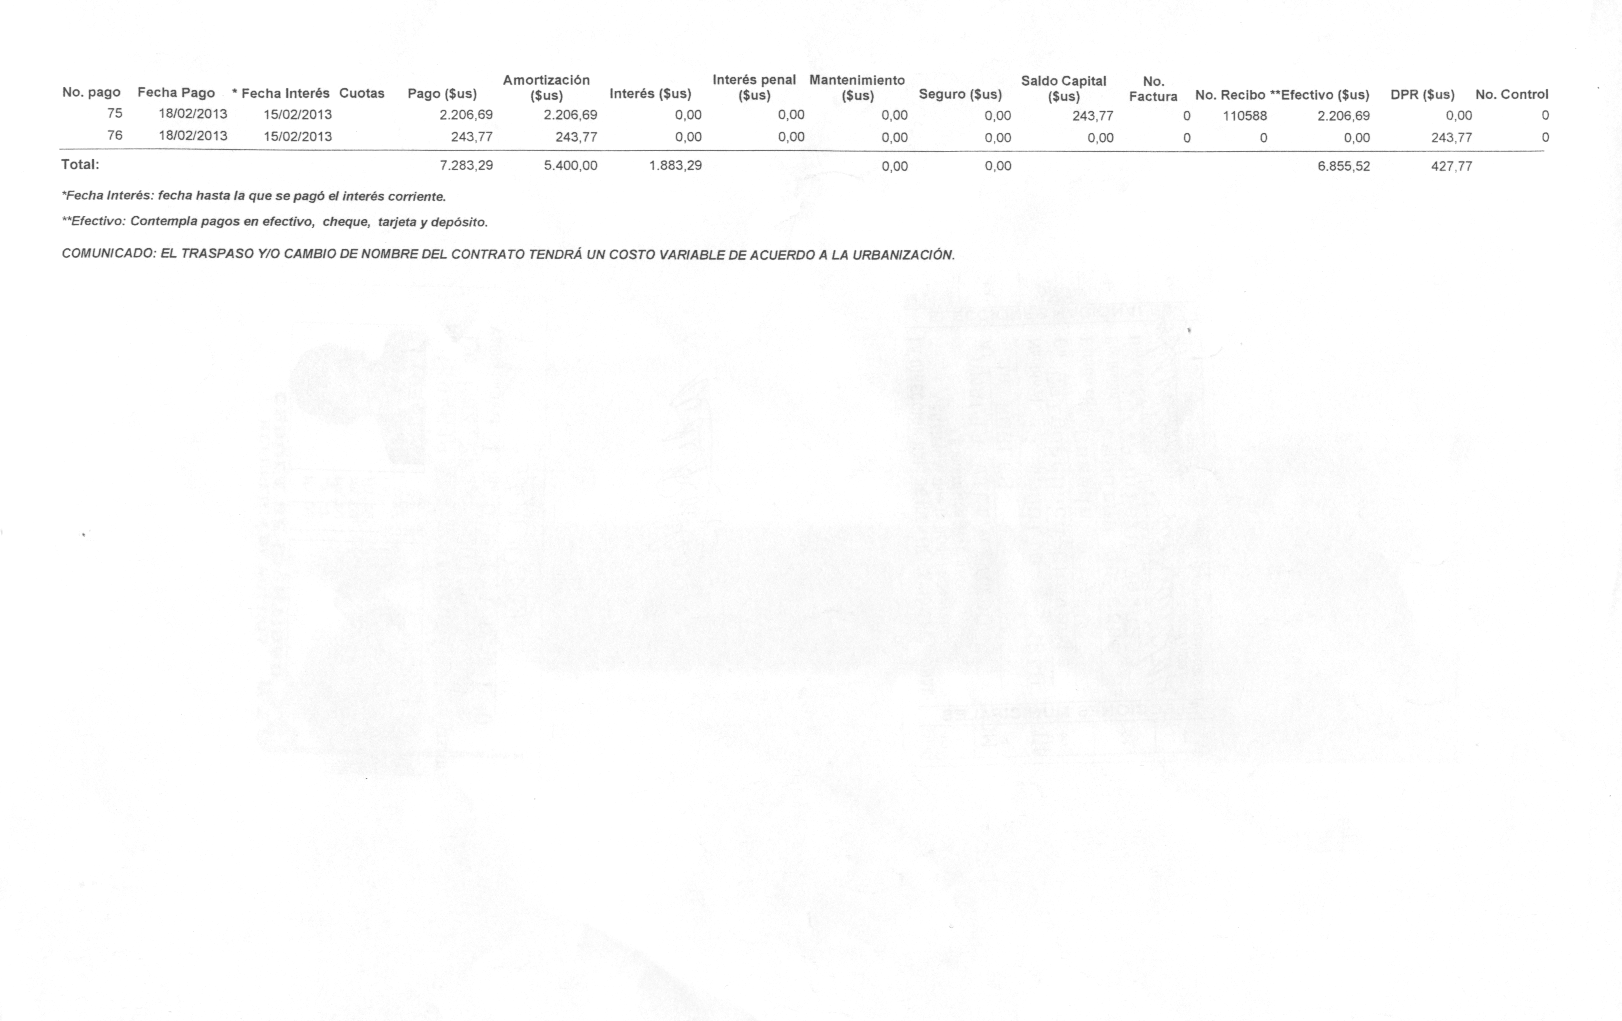 No. pago Fecha Pago * Fecha Interés Cuotas Pago ($us) Amortización ($us) Interés ($us) Interés penal ($us) Mantenimiento ($us) Seguro ($us) Saldo Capital ($us) No. Factura No. Recibo **Efectivo ($us) DPR ($us) No. Control
75 18/02/2013 15/02/2013 2.206,69 2.206,69 0,00 0,00 0,00 0,00 243,77 0 110588 2.206,69 0,00 0
76 18/02/2013 15/02/2013 243,77 243,77 0,00 0,00 0,00 0,00 0,00 0 0 0,00 243,77 0
Total: 7.283,29 5.400,00 1.883,29 0,00 0,00 6.855,52 427,77
*Fecha Interés: fecha hasta la que se pagó el interés corriente.
**Efectivo: Contempla pagos en efectivo, cheque, tarjeta y depósito.
COMUNICADO: EL TRASPASO Y/O CAMBIO DE NOMBRE DEL CONTRATO TENDRÁ UN COSTO VARIABLE DE ACUERDO A LA URBANIZACIÓN.